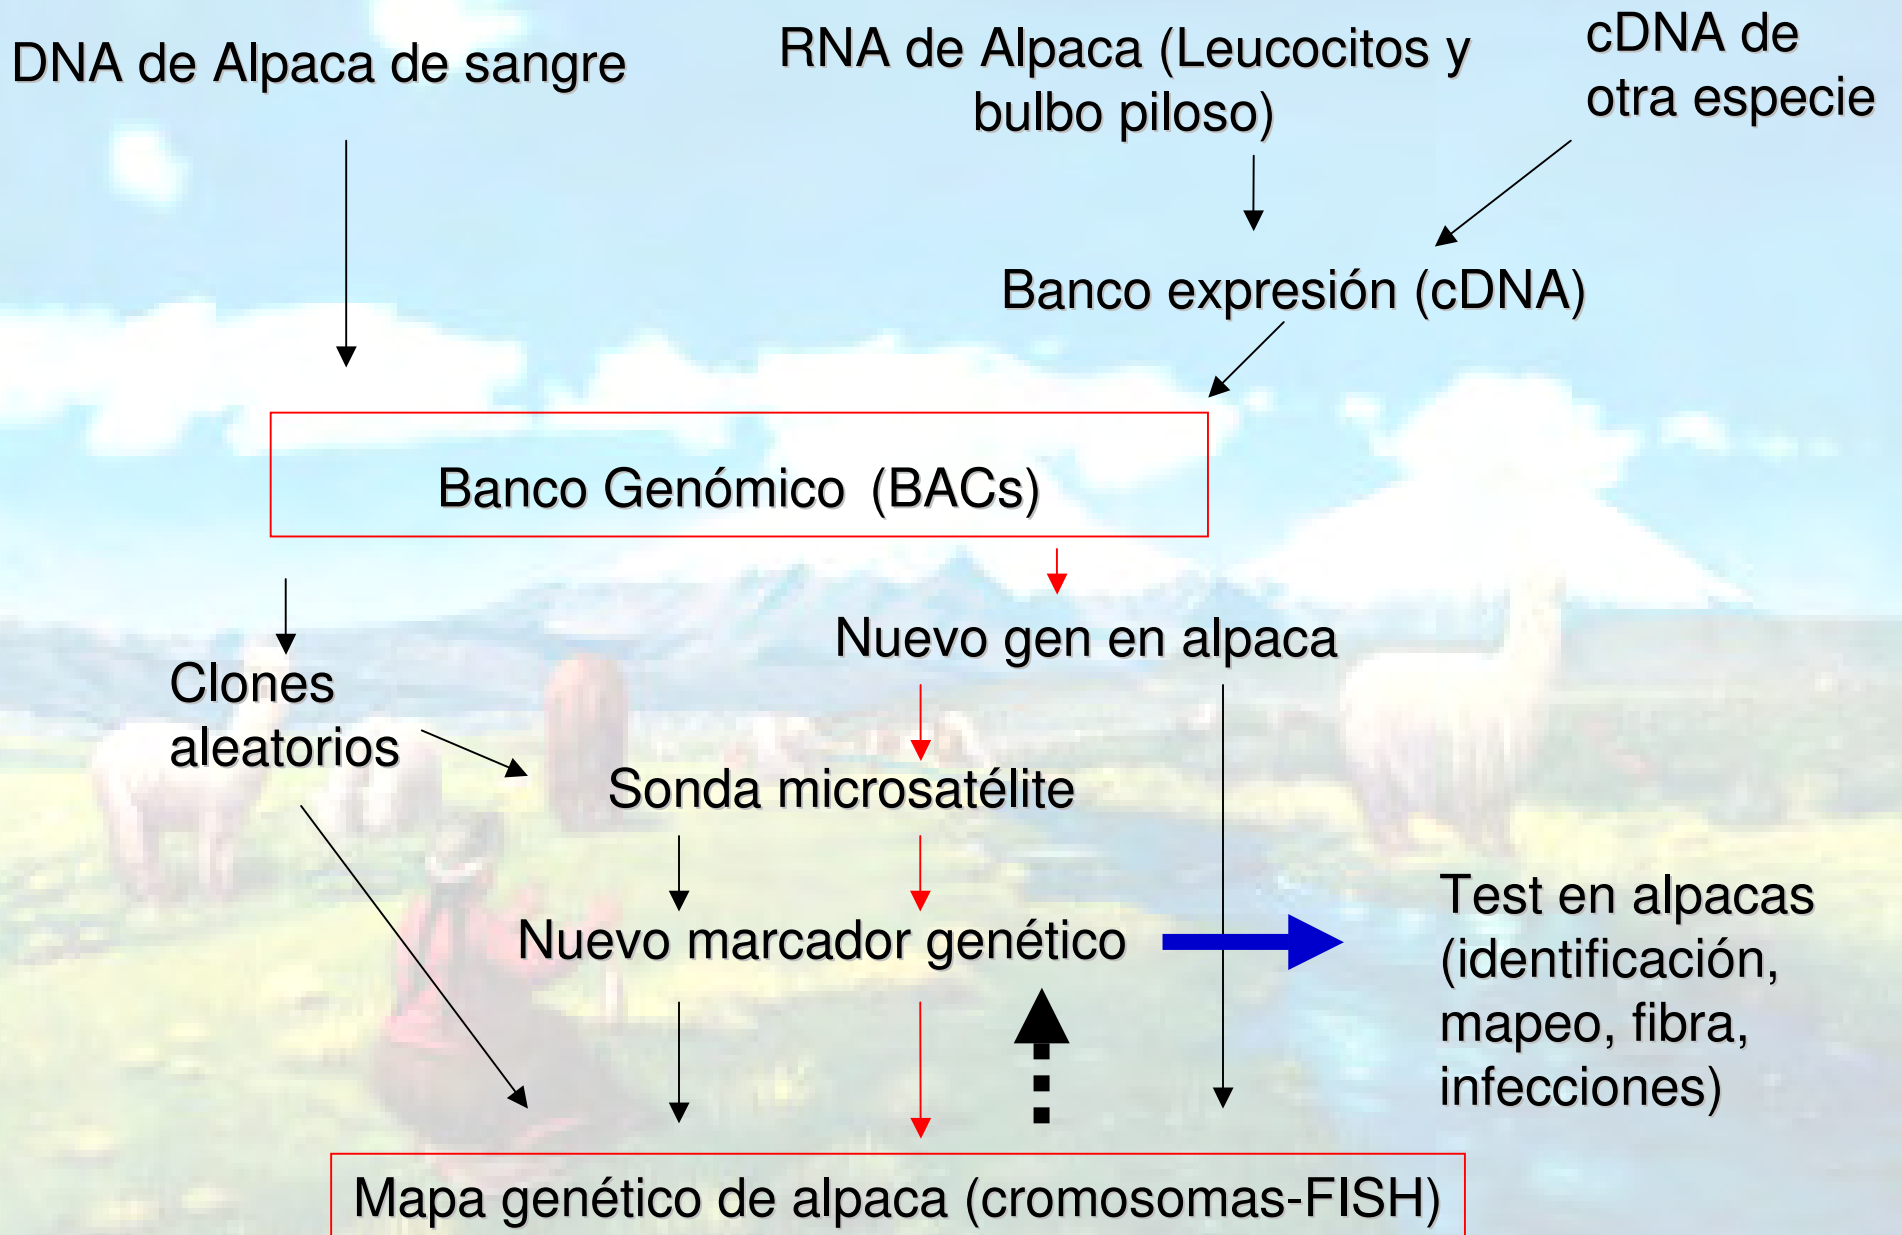 DNA de Alpaca de sangre
RNA de Alpaca (Leucocitos y
bulbo piloso)
cDNA de
otra especie
Banco expresión (cDNA)
Banco Genómico (BACs)
Nuevo gen en alpaca
Clones
aleatorios
Sonda microsatélite
Nuevo marcador genético
Test en alpacas
(identificación,
mapeo, fibra,
infecciones)
Mapa genético de alpaca (cromosomas-FISH)